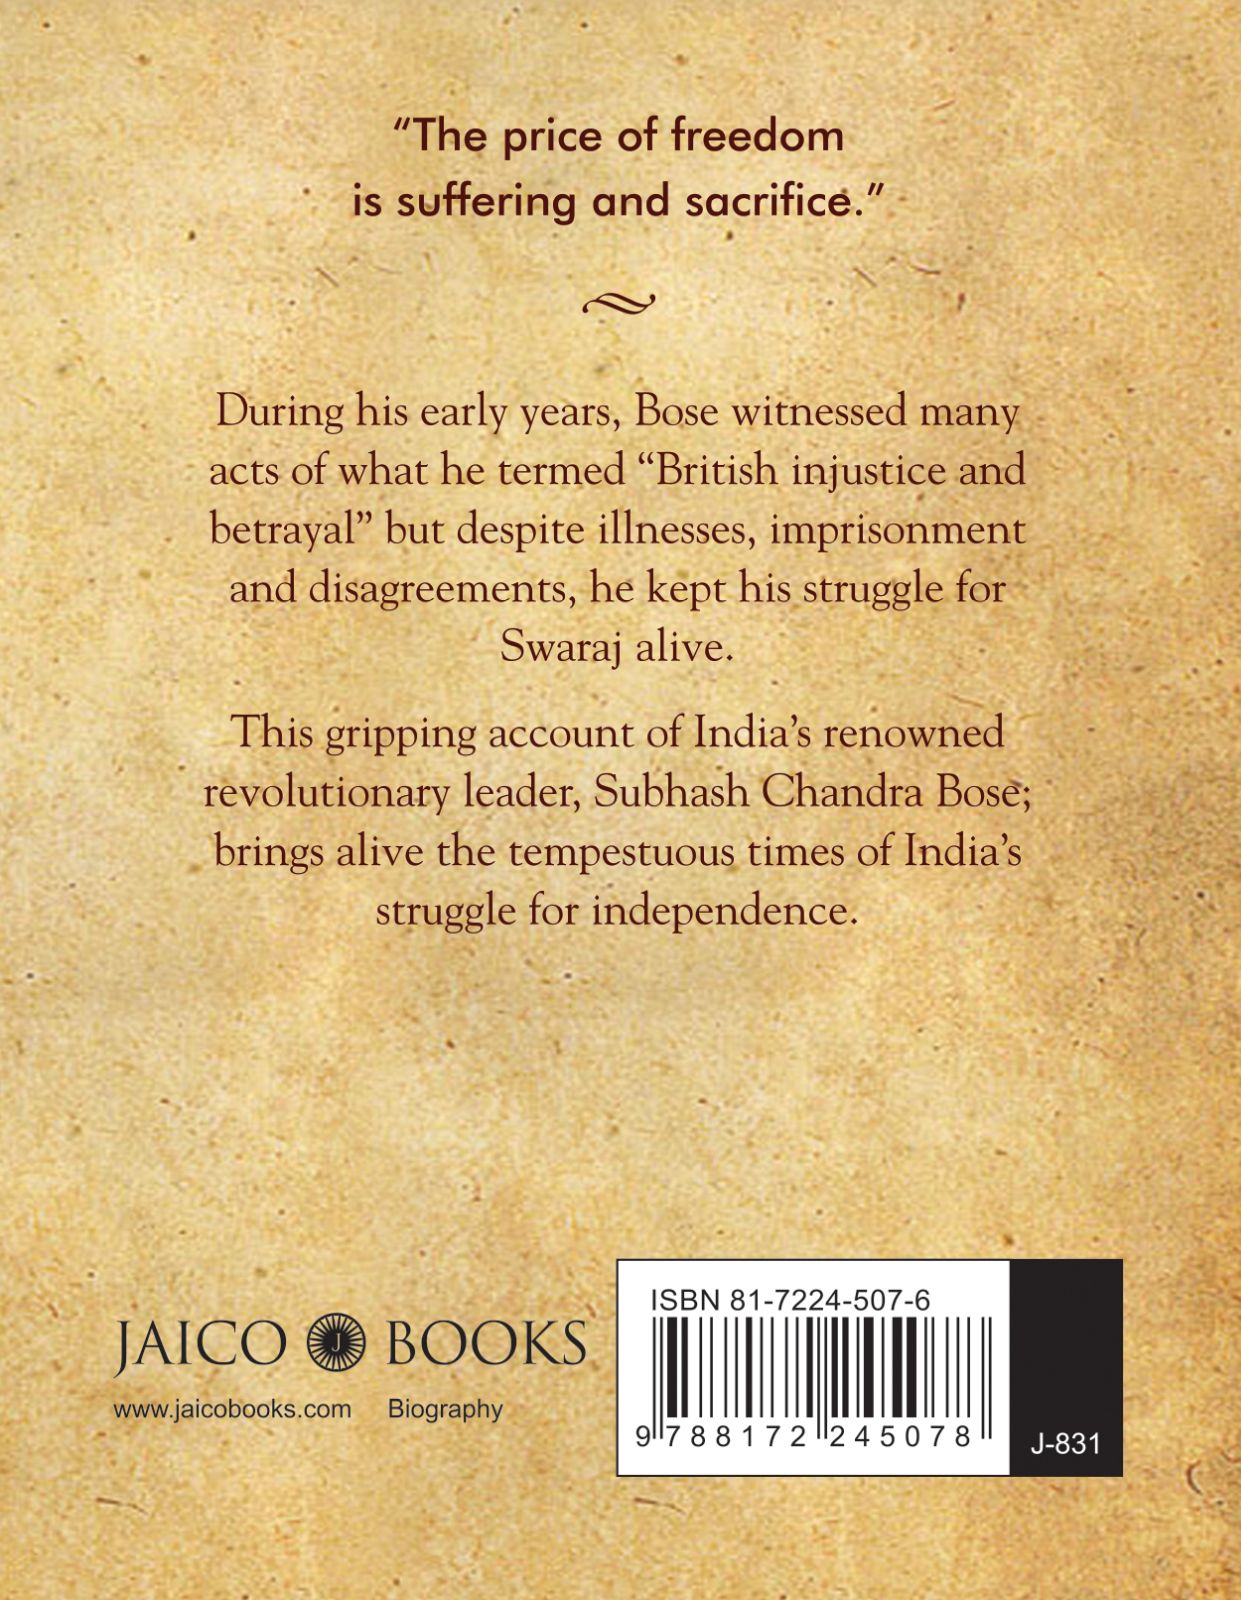 “The price of freedom
is suffering and sacrifice.”
During his early years, Bose witnessed many
acts of what he termed “British injustice and
betrayal” but despite illnesses, imprisonment
and disagreements, he kept his struggle for
Swaraj alive.
This gripping account of India’s renowned
revolutionary leader, Subhash Chandra Bose;
brings alive the tempestuous times of India’s
struggle for independence.
JAICO J BOOKS
www.jaicobooks.com Biography
ISBN 81-7224-507-6
9 788172 245078
J-831